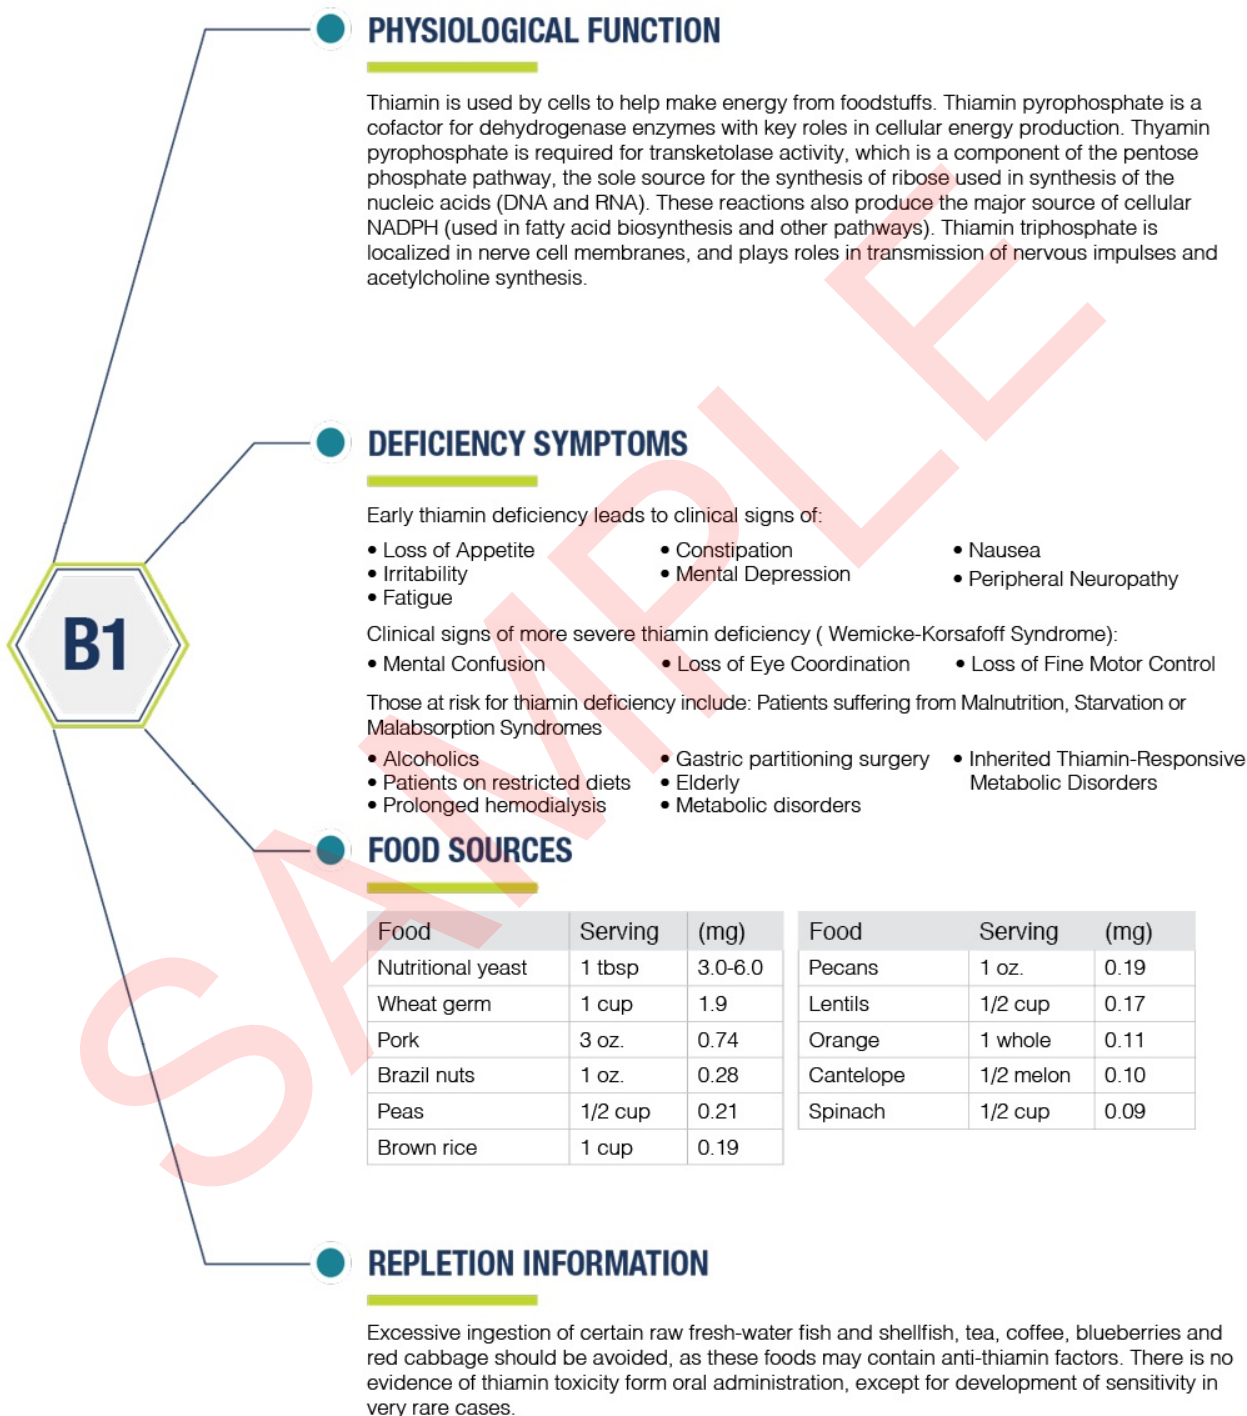 PHYSIOLOGICAL FUNCTION
Thiamin is used by cells to help make energy from foodstuffs. Thiamin pyrophosphate is a
cofactor for dehydrogenase enzymes with key roles in cellular energy production. Thyamin
pyrophosphate is required for transketolase activity, which is a component of the pentose
phosphate pathway, the sole source for the synthesis of ribose used in synthesis of the
nucleic acids (DNA and RNA). These reactions also produce the major source of cellular
NADPH (used in fatty acid biosynthesis and other pathways). Thiamin triphosphate is
localized in nerve cell membranes, and plays roles in transmission of nervous impulses and
acetylcholine synthesis.
DEFICIENCY SYMPTOMS
Early thiamin deficiency leads to clinical signs of:
• Loss of Appetite • Constipation • Nausea
• Irritability • Mental Depression • Peripheral Neuropathy
• Fatigue
B1
Clinical signs of more severe thiamin deficiency ( Wemicke-Korsafoff Syndrome):
• Mental Confusion • Loss of Eye Coordination • Loss of Fine Motor Control
Those at risk for thiamin deficiency include: Patients suffering from Malnutrition, Starvation or
Malabsorption Syndromes
• Alcoholics • Gastric partitioning surgery • Inherited Thiamin-Responsive
• Patients on restricted diets • Elderly Metabolic Disorders
• Prolonged hemodialysis • Metabolic disorders
FOOD SOURCES
Food Serving (mg)
Nutritional yeast 1 tbsp 3.0-6.0
Wheat germ 1 cup 1.9
Pork 3 oz. 0.74
Brazil nuts 1 oz. 0.28
Peas 1/2 cup 0.21
Brown rice 1 cup 0.19
Food Serving (mg)
Pecans 1 oz. 0.19
Lentils 1/2 cup 0.17
Orange 1 whole 0.11
Cantelope 1/2 melon 0.10
Spinach 1/2 cup 0.09
REPLETION INFORMATION
Excessive ingestion of certain raw fresh-water fish and shellfish, tea, coffee, blueberries and
red cabbage should be avoided, as these foods may contain anti-thiamin factors. There is no
evidence of thiamin toxicity form oral administration, except for development of sensitivity in
very rare cases.
SAMPLE